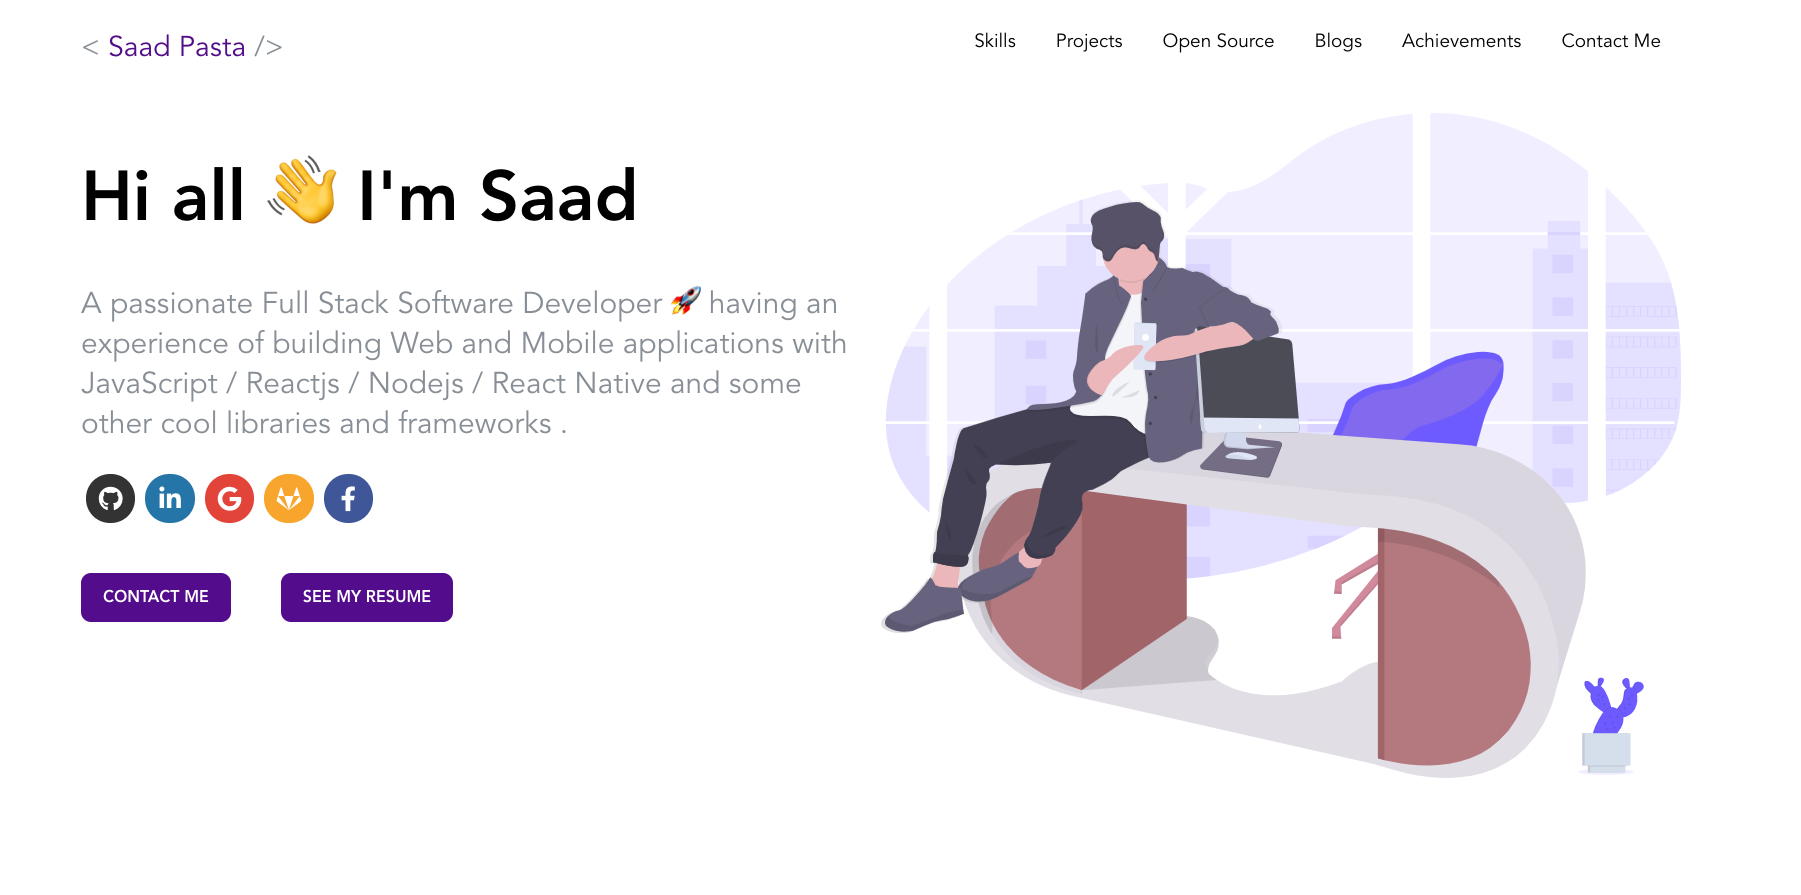 < Saad Pasta />
Skills Projects Open Source Blogs Achievements Contact Me
Hi all 👋 I'm Saad
A passionate Full Stack Software Developer 🚀 having an
experience of building Web and Mobile applications with
JavaScript / Reactjs / Nodejs / React Native and some
other cool libraries and frameworks .
in G f
CONTACT ME SEE MY RESUME